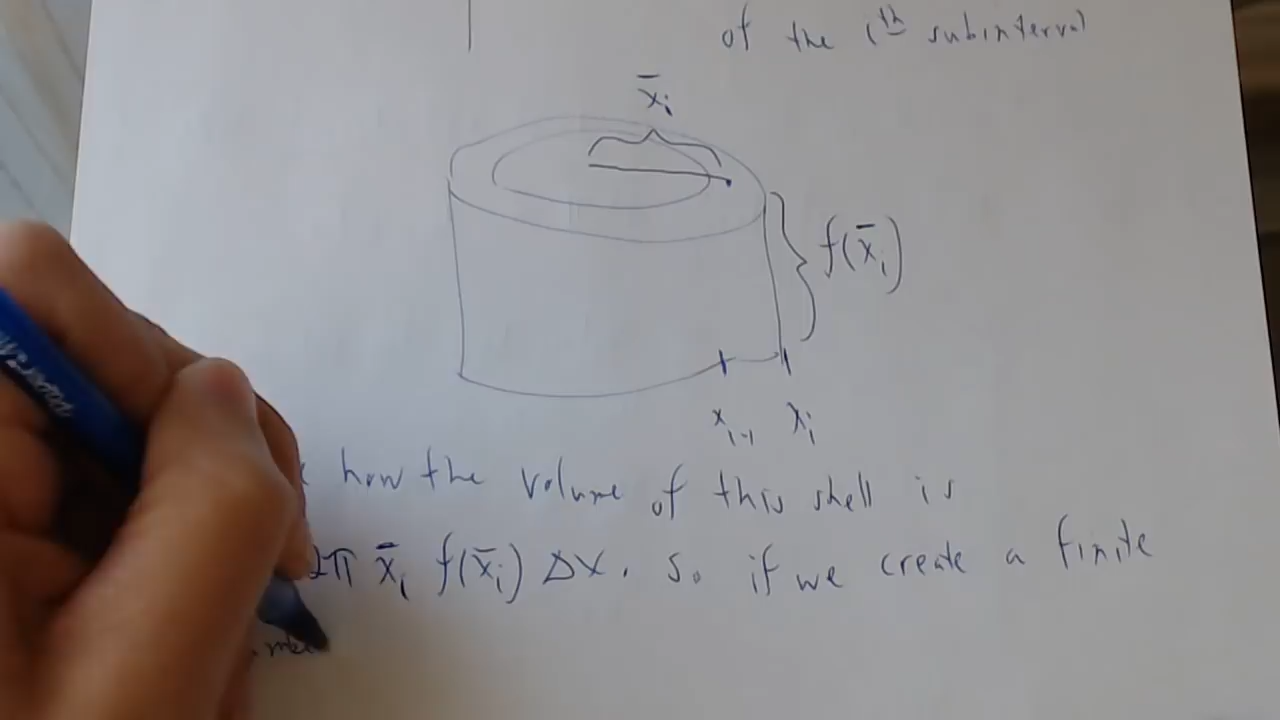 of the iᵗʰ subinterval
x̄ᵢ
f(x̄ᵢ)
xᵢ₋₁ xᵢ
how the volume of this shell is
2π x̄ᵢ f(x̄ᵢ) Δx. So if we create a finite